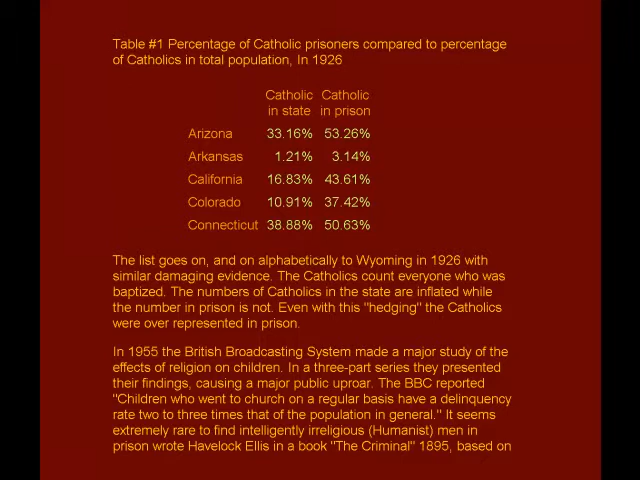 Table #1 Percentage of Catholic prisoners compared to percentage
of Catholics in total population, In 1926
Catholic Catholic
in state in prison
Arizona 33.16% 53.26%
Arkansas 1.21% 3.14%
California 16.83% 43.61%
Colorado 10.91% 37.42%
Connecticut 38.88% 50.63%
The list goes on, and on alphabetically to Wyoming in 1926 with
similar damaging evidence. The Catholics count everyone who was
baptized. The numbers of Catholics in the state are inflated while
the number in prison is not. Even with this "hedging" the Catholics
were over represented in prison.
In 1955 the British Broadcasting System made a major study of the
effects of religion on children. In a three-part series they presented
their findings, causing a major public uproar. The BBC reported
"Children who went to church on a regular basis have a delinquency
rate two to three times that of the population in general." It seems
extremely rare to find intelligently irreligious (Humanist) men in
prison wrote Havelock Ellis in a book "The Criminal" 1895, based on